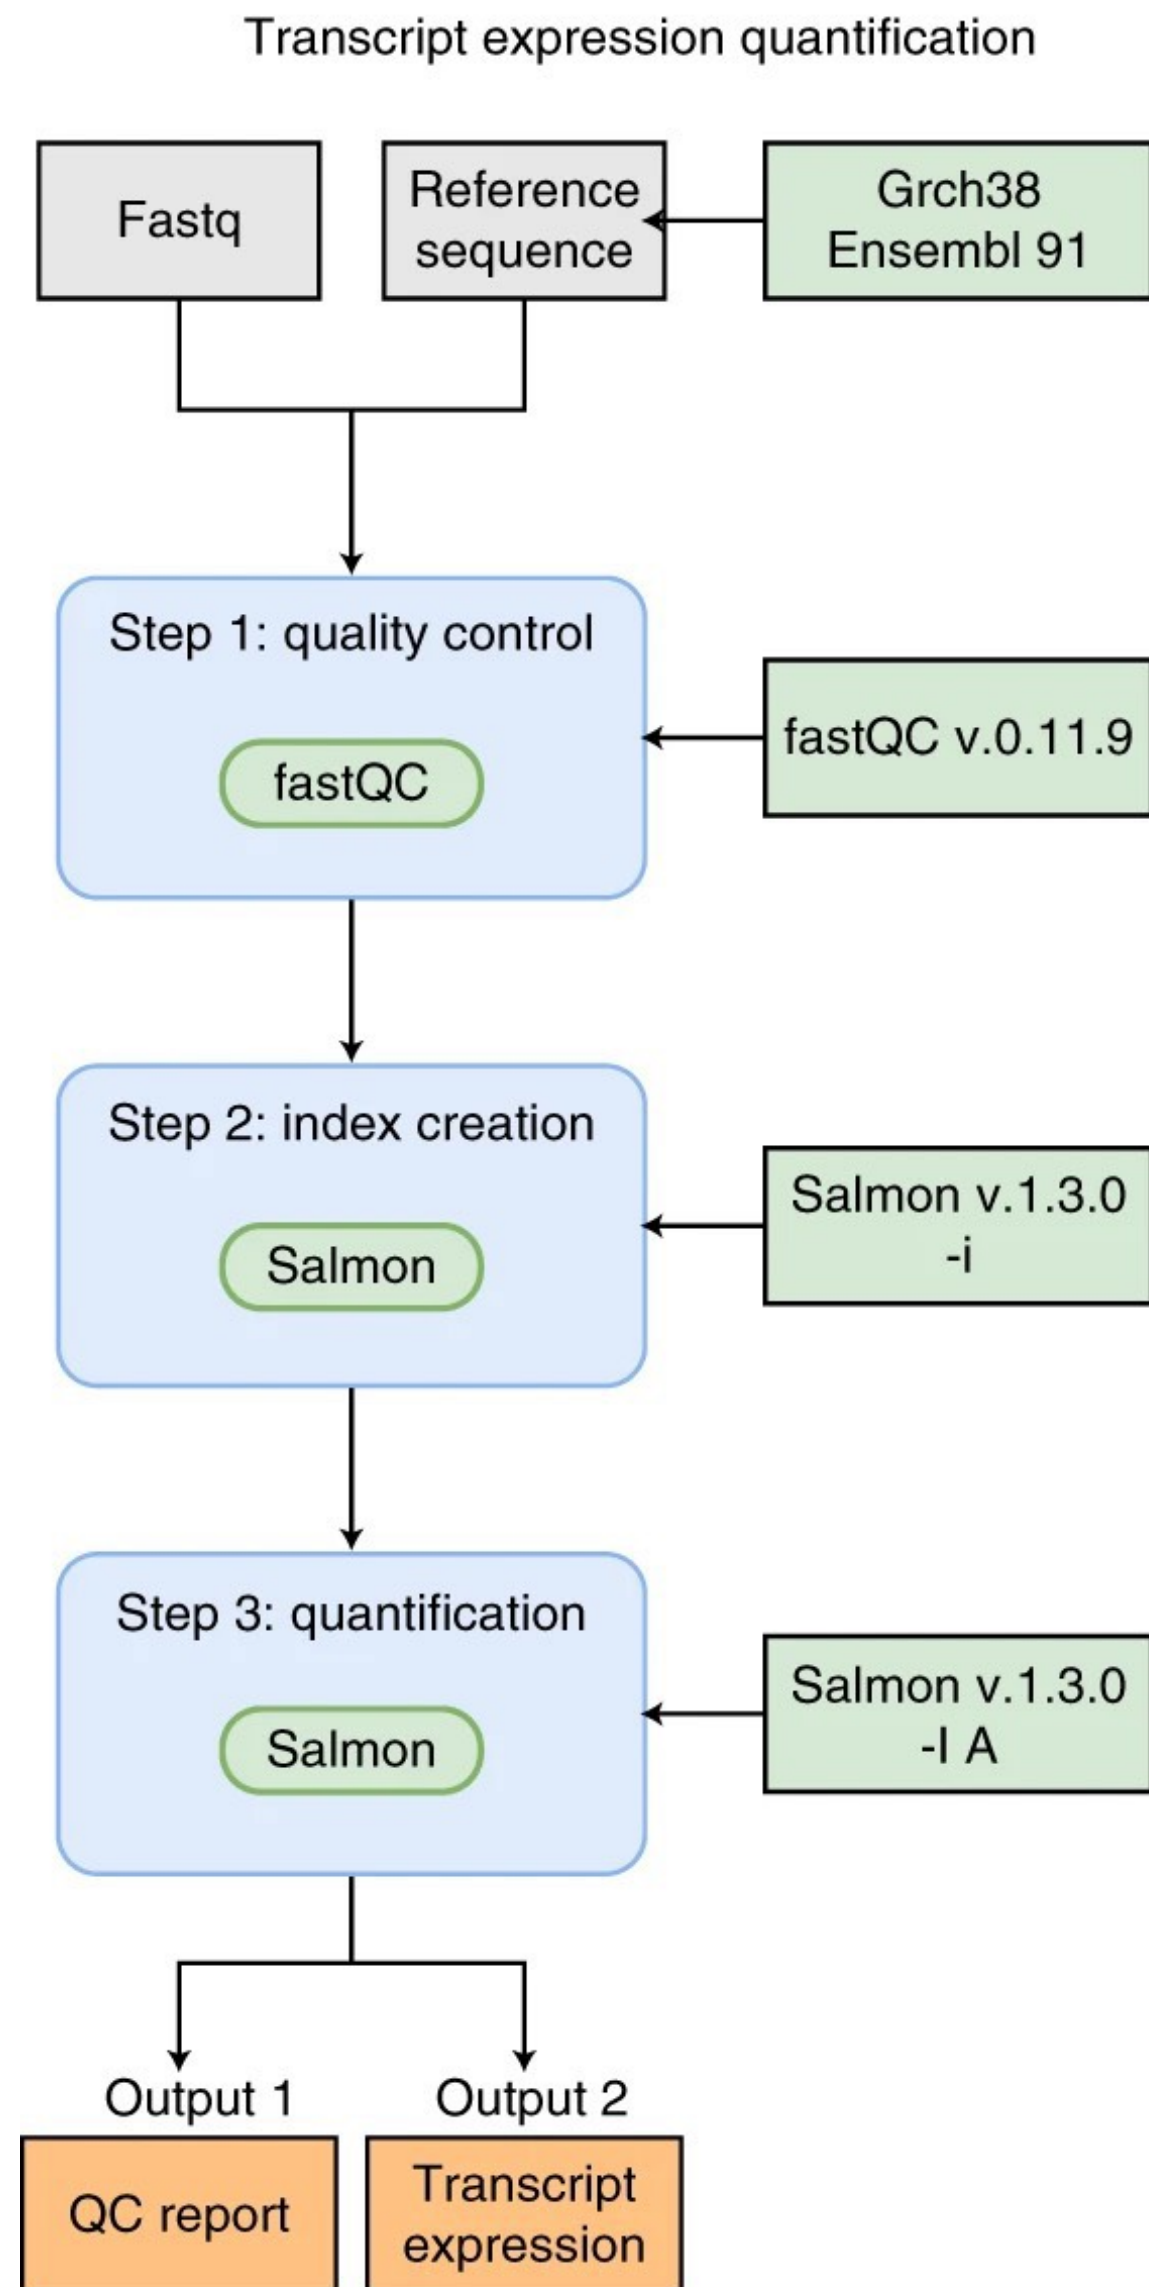 Transcript expression quantification
Fastq
Reference
sequence
Grch38
Ensembl 91
Step 1: quality control
fastQC
fastQC v.0.11.9
Step 2: index creation
Salmon
Salmon v.1.3.0
-i
Step 3: quantification
Salmon
Salmon v.1.3.0
-l A
Output 1
Output 2
QC report
Transcript
expression